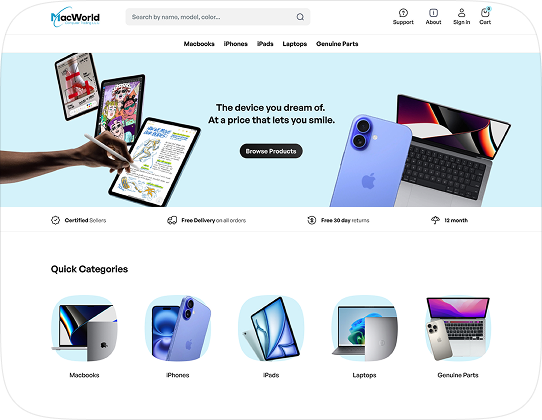 MacWorld
Search by name, model, color...
Support
About
Sign in
Cart
Macbooks
iPhones
iPads
Laptops
Genuine Parts
The device you dream of.
At a price that lets you smile.
Browse Products
Certified Sellers
Free Delivery on all orders
Free 30 day returns
12 month
Quick Categories
Macbooks
iPhones
iPads
Laptops
Genuine Parts